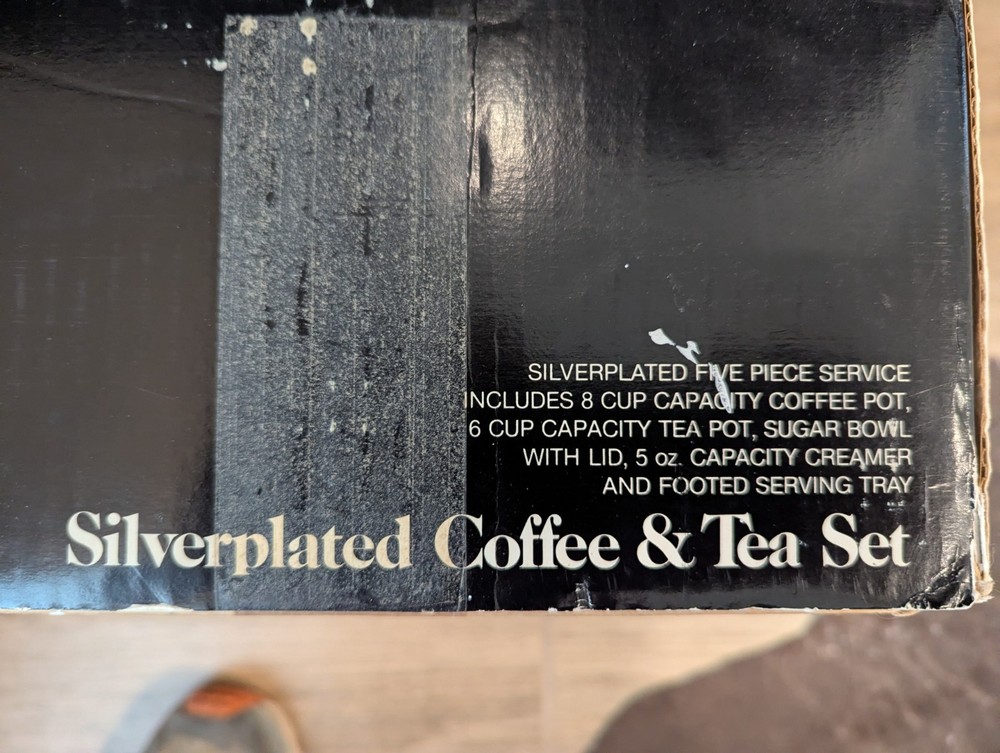 SILVERPLATED FIVE PIECE SERVICE
INCLUDES 8 CUP CAPACITY COFFEE POT,
6 CUP CAPACITY TEA POT, SUGAR BOWL
WITH LID, 5 oz. CAPACITY CREAMER
AND FOOTED SERVING TRAY
Silverplated Coffee & Tea Set